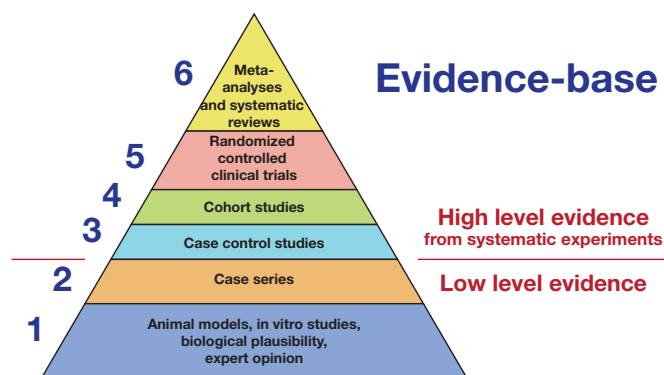 Evidence-base
6
Meta-
analyses
and systematic
reviews
5
Randomized
controlled
clinical trials
4
Cohort studies
3
Case control studies
High level evidence
from systematic experiments
2
Case series
Low level evidence
1
Animal models, in vitro studies,
biological plausibility,
expert opinion